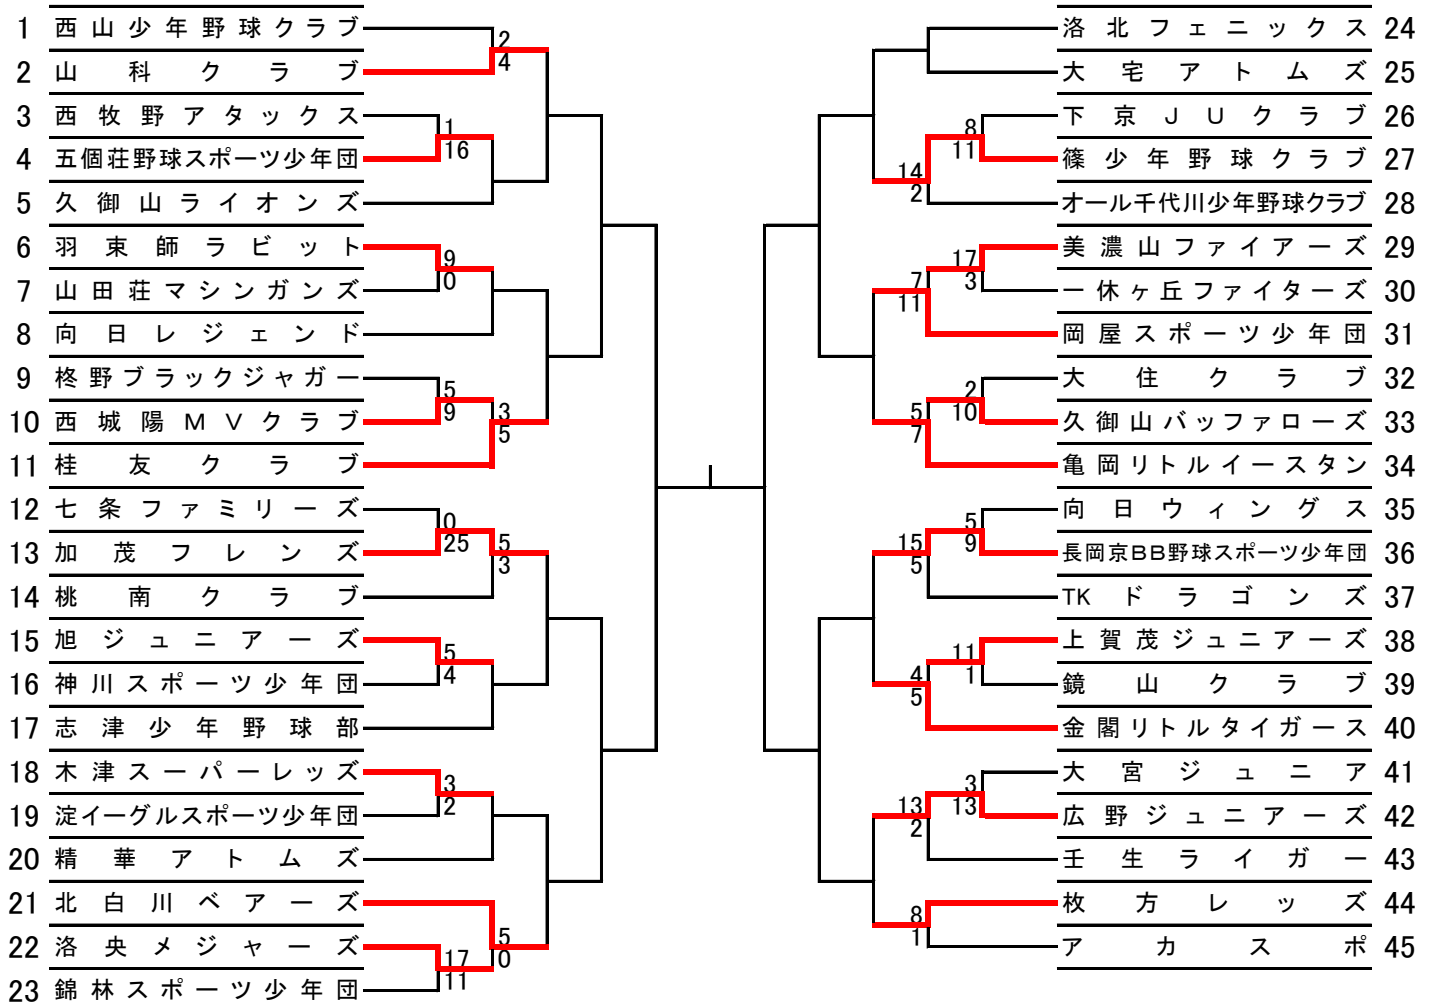 1 西山少年野球クラブ
2 山科クラブ
3 西牧野アタックス
4 五個荘野球スポーツ少年団
5 久御山ライオンズ
6 羽束師ラビット
7 山田荘マシンガンズ
8 向日レジェンド
9 柊野ブラックジャガー
10 西城陽MVクラブ
11 桂友クラブ
12 七条ファミリーズ
13 加茂フレンズ
14 桃南クラブ
15 旭ジュニアーズ
16 神川スポーツ少年団
17 志津少年野球部
18 木津スーパーレッズ
19 淀イーグルスポーツ少年団
20 精華アトムズ
21 北白川ベアーズ
22 洛央メジャーズ
23 錦林スポーツ少年団
2
4
1
16
9
0
5
9
3
5
0
25
5
3
5
4
3
2
5
0
17
11
8
11
14
2
17
3
7
11
2
10
5
7
5
9
15
5
11
1
4
5
3
13
13
2
8
1
洛北フェニックス 24
大宅アトムズ 25
下京JUクラブ 26
篠少年野球クラブ 27
オール千代川少年野球クラブ 28
美濃山ファイアーズ 29
一休ヶ丘ファイターズ 30
岡屋スポーツ少年団 31
大住クラブ 32
久御山バッファローズ 33
亀岡リトルイースタン 34
向日ウィングス 35
長岡京BB野球スポーツ少年団 36
TKドラゴンズ 37
上賀茂ジュニアーズ 38
鏡山クラブ 39
金閣リトルタイガース 40
大宮ジュニア 41
広野ジュニアーズ 42
壬生ライガー 43
枚方レッズ 44
アカスポ 45